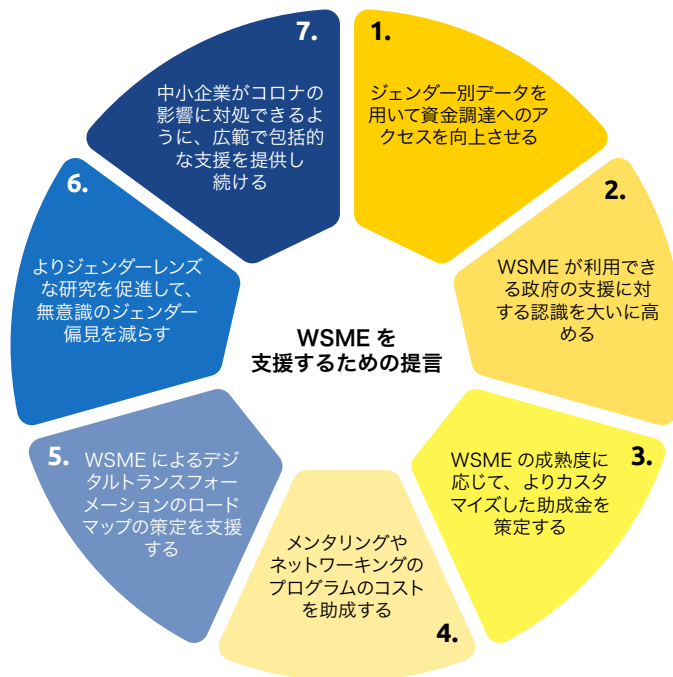 1.
ジェンダー別データを
用いて資金調達へのア
クセスを向上させる
2.
WSME が利用でき
る政府の支援に対
する認識を大いに高
める
3.
WSME の成熟度に
応じて、よりカスタ
マイズした助成金を
策定する
4.
メンタリングや
ネットワーキングの
プログラムのコスト
を助成する
5.
WSME によるデジ
タルトランスフォー
メーションのロード
マップの策定を支援
する
6.
よりジェンダーレンズ
な研究を促進して、
無意識のジェンダー
偏見を減らす
7.
中小企業がコロナの
影響に対処できるよ
うに、広範で包括的
な支援を提供し
続ける
WSME を
支援するための提言